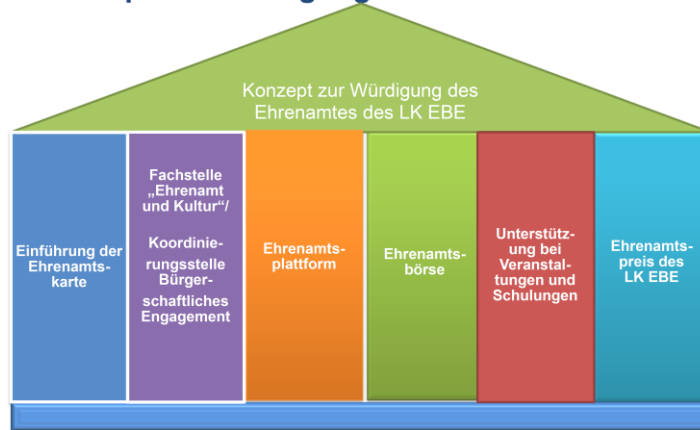 Konzept zur Würdigung des
Ehrenamtes des LK EBE
Einführung der
Ehrenamts-
karte
Fachstelle
„Ehrenamt
und Kultur“/
Koordinie-
rungsstelle
Bürger-
schaftliches
Engagement
Ehrenamts-
plattform
Ehrenamts-
börse
Unterstütz-
ung bei
Veranstal-
tungen und
Schulungen
Ehrenamts-
preis des
LK EBE